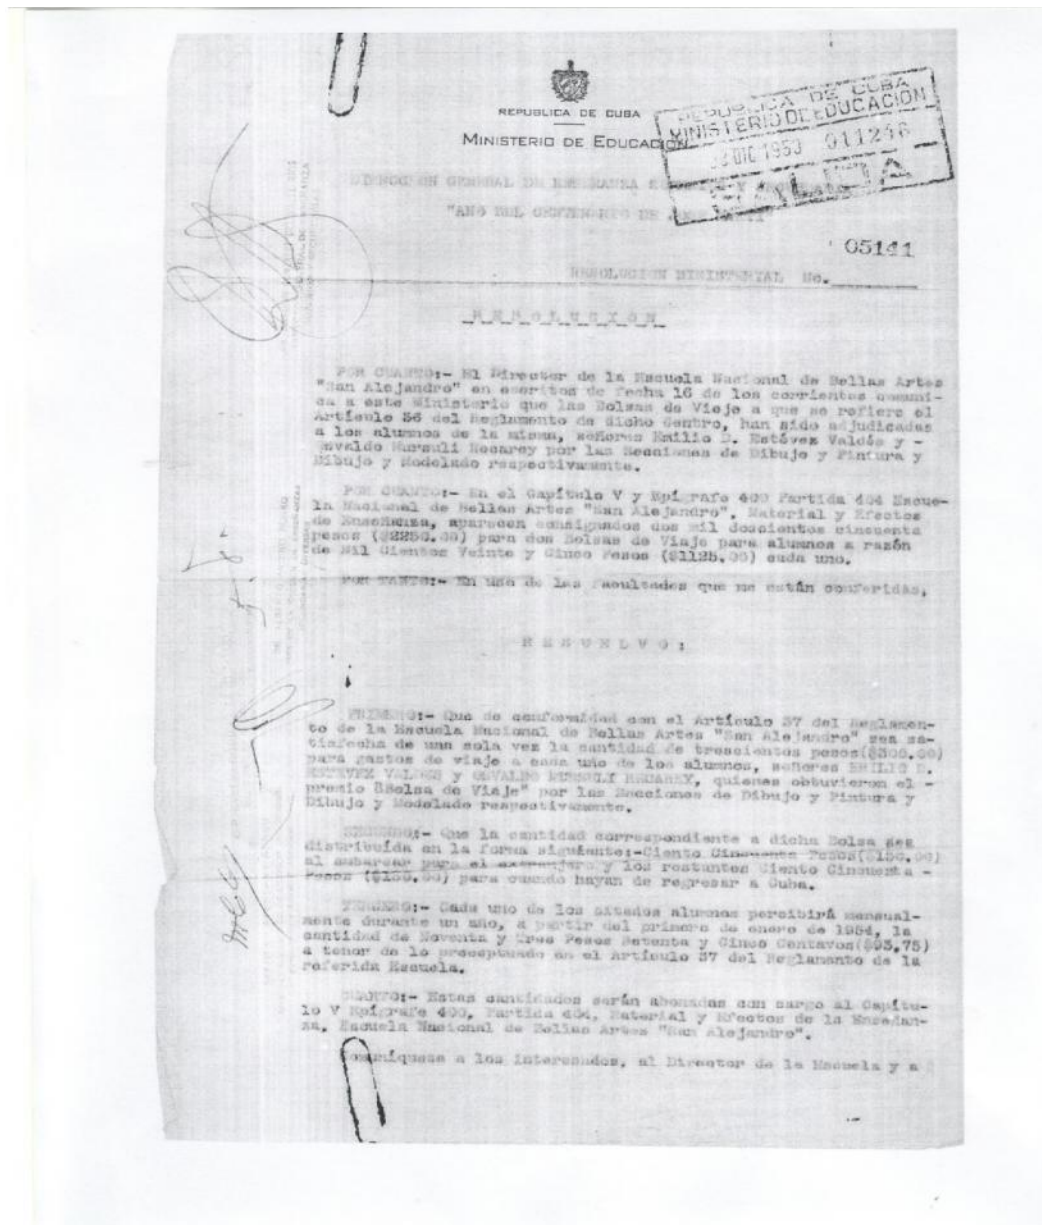 REPUBLICA DE CUBA
MINISTERIO DE EDUCACIÓN
REPUBLICA DE CUBA
MINISTERIO DE EDUCACIÓN
DIC 1953 011246
SALIDA
DIRECCION GENERAL DE ENSEÑANZA Y
"AÑO DEL CENTENARIO DE
05141
RESOLUCION MINISTERIAL No.
R E S O L U C I O N
POR CUANTO:- El Director de la Escuela Nacional de Bellas Artes
"San Alejandro" en escritos de fecha 16 de los corrientes comuni-
ca a este Ministerio que las Bolsas de Viaje a que se refiere el
Artículo 36 del Reglamento de dicho Centro, han sido adjudicadas
a los alumnos de la misma, señores Emilio D. Estévez Valdés y -
Osvaldo Mursuli Recarey por las Secciones de Dibujo y Pintura y
Dibujo y Modelado respectivamente.
POR CUANTO:- En el Capítulo V y Epígrafe 400 Partida 404 Escue-
la Nacional de Bellas Artes "San Alejandro", Material y Efectos
de Enseñanza, aparecen consignados dos mil doscientos cincuenta
pesos ($2250.00) para dos Bolsas de Viaje para alumnos a razón
de Mil Cientos Veinte y Cinco Pesos ($1125.00) cada uno.
POR TANTO:- En uso de las facultades que me están conferidas,
R E S U E L V O :
PRIMERO:- Que de conformidad con el Artículo 37 del Reglamen-
to de la Escuela Nacional de Bellas Artes "San Alejandro" sea sa-
tisfecha de una sola vez la cantidad de trescientos pesos($300.00)
para gastos de viaje a cada uno de los alumnos, señores EMILIO D.
ESTEVEZ VALDES y OSVALDO MURSULI RECAREY, quienes obtuvieron el -
premio "Bolsa de Viaje" por las Secciones de Dibujo y Pintura y
Dibujo y Modelado respectivamente.
SEGUNDO:- Que la cantidad correspondiente a dicha Bolsa sea
distribuída en la forma siguiente:-Ciento Cincuenta Pesos($150.00)
al embarcar para el extranjero y los restantes Ciento Cincuenta -
Pesos ($150.00) para cuando hayan de regresar a Cuba.
TERCERO:- Cada uno de los citados alumnos percibirá mensual-
mente durante un año, a partir del primero de enero de 1954, la
cantidad de Noventa y Tres Pesos Setenta y Cinco Centavos($93.75)
a tenor de lo preceptuado en el Artículo 37 del Reglamento de la
referida Escuela.
CUARTO:- Estas cantidades serán abonadas con cargo al Capítu-
lo V Epígrafe 400, Partida 404, Material y Efectos de la Enseñan-
za, Escuela Nacional de Bellas Artes "San Alejandro".
Comuníquese a los interesados, al Director de la Escuela y a